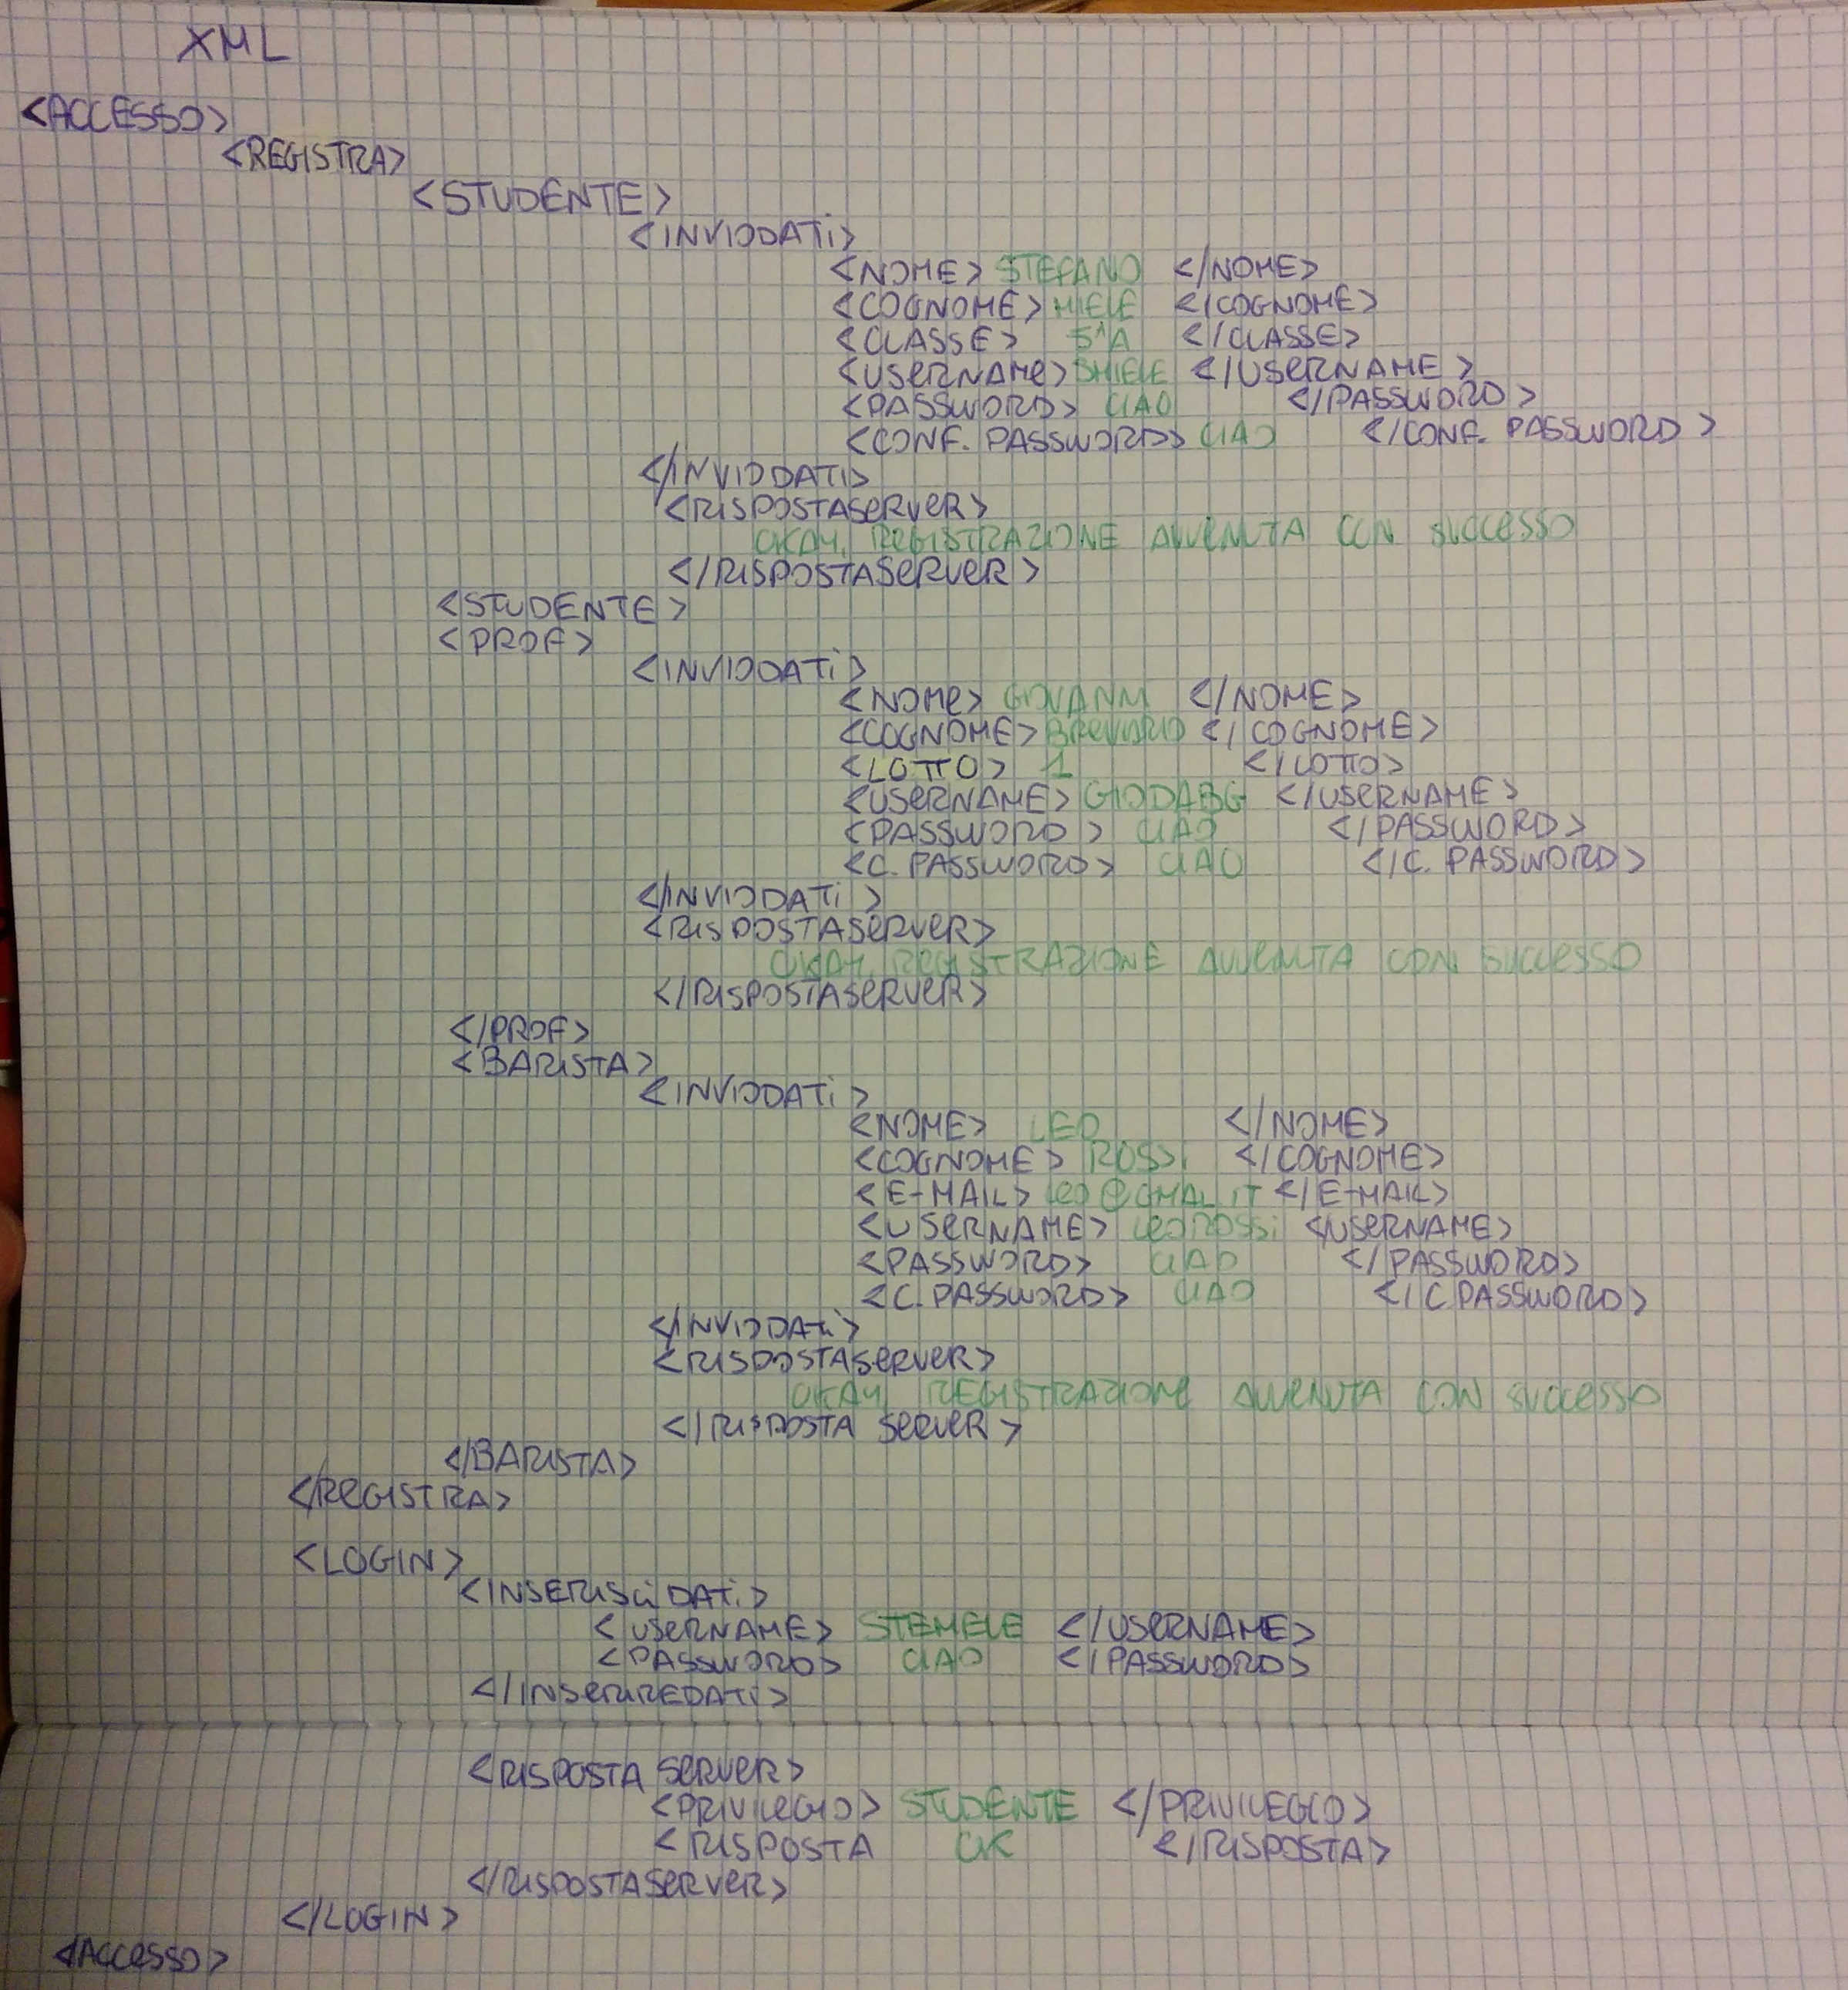 XML
<ACCESSO>
<REGISTRA>
<STUDENTE>
<INVIODATi>
<NOME> STEFANO </NOME>
<COGNOME> MIELE </COGNOME>
<CLASSE> 5^A </CLASSE>
<USeRNAMe> SMIELE </USeRNAME>
<PASSWORD> CIAO </PASSWORD>
<CONF. PASSWORD> CIAO </CONF. PASSWORD>
</INVIODATI>
<RISPOSTASeRVeR>
OKAY, ReGISTRAZIONE AVVENUTA CON SUCCESSO
</RISPOSTASeRVeR>
<STUDENTE>
<PROF>
<INVIODATi>
<NOMe> GIOVANNI </NOME>
<COGNOME> BReVIARIO </COGNOME>
<LOTTO> 1 </LOTTO>
<USeRNAME> GIODABG </USeRNAME>
<PASSWORD> CIAO </PASSWORD>
<C. PASSWORD> CIAO </C. PASSWORD>
</INVIODATi>
<RISPOSTASeRVeR>
OKAY, ReGISTRAZIONE AVVENUTA CON SUCCESSO
</RISPOSTASeRVeR>
</PROF>
<BARISTA>
<INVIODATi>
<NOME> LEO </NOME>
<COGNOME> ROSSi </COGNOME>
<E-MAIL> leo@GMAL.IT </E-MAIL>
<USeRNAME> LeOROSSi <USeRNAME>
<PASSWORD> CIAO </PASSWORD>
<C. PASSWORD> CIAO </C PASSWORD>
</INVIODATi>
<RISPOSTASeRVeR>
OKAY, REGISTRAZIONe AVVENUTA CON SUCCeSSO
</RISPOSTA SeRVeR>
</BARISTA>
</ReGISTRA>
<LOGIN>
<INSERISCi DATi>
<USeRNAME> STEMIELE </USeRNAME>
<PASSWORD> CIAO </PASSWORD>
</INSeRIREDATi>
<RISPOSTA SeRVeR>
<PRIVILEGIO> STUDENTE </PRIVILEGIO>
<RISPOSTA OK </RISPOSTA>
</RISPOSTASeRVeR>
</LOGIN>
<ACCeSSO>